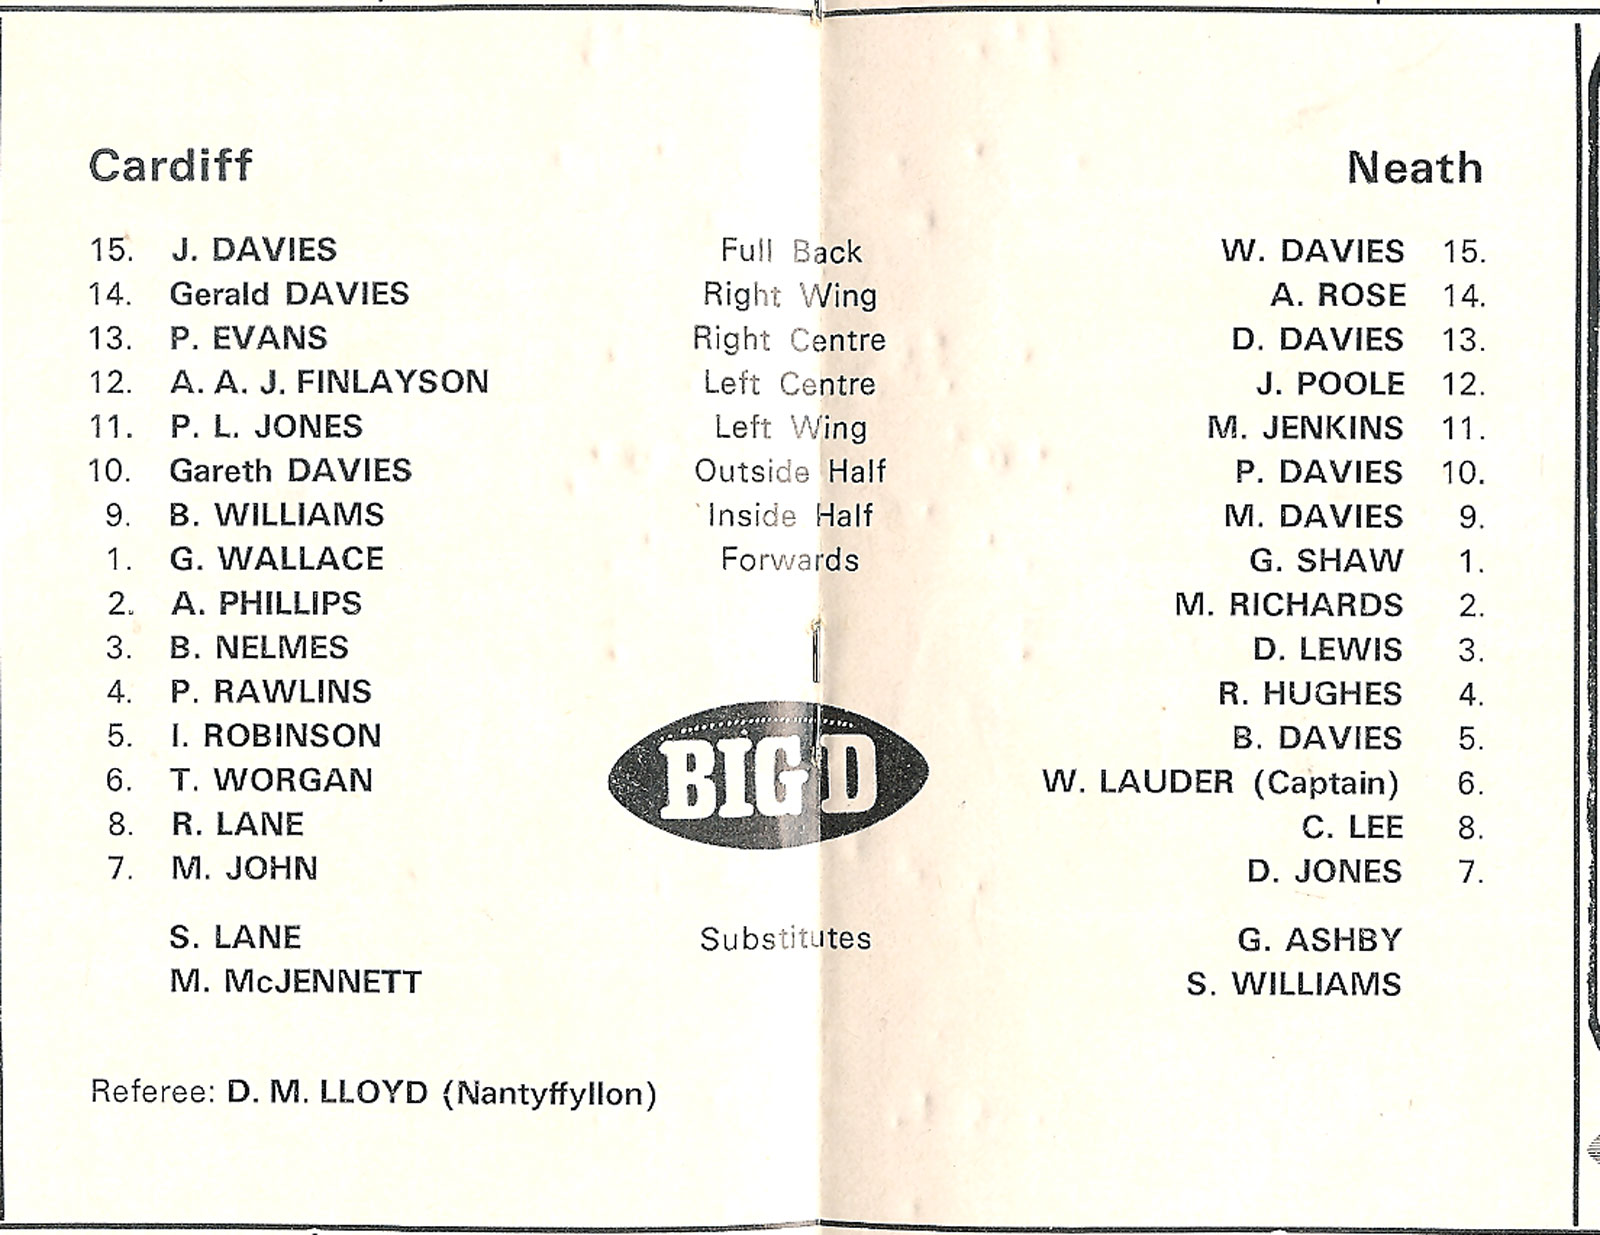 Cardiff Neath
15. J. DAVIES Full Back W. DAVIES 15.
14. Gerald DAVIES Right Wing A. ROSE 14.
13. P. EVANS Right Centre D. DAVIES 13.
12. A. A. J. FINLAYSON Left Centre J. POOLE 12.
11. P. L. JONES Left Wing M. JENKINS 11.
10. Gareth DAVIES Outside Half P. DAVIES 10.
9. B. WILLIAMS Inside Half M. DAVIES 9.
1. G. WALLACE Forwards G. SHAW 1.
2. A. PHILLIPS M. RICHARDS 2.
3. B. NELMES D. LEWIS 3.
4. P. RAWLINS R. HUGHES 4.
5. I. ROBINSON B. DAVIES 5.
BIG D
6. T. WORGAN W. LAUDER (Captain) 6.
8. R. LANE C. LEE 8.
7. M. JOHN D. JONES 7.
S. LANE Substitutes G. ASHBY
M. McJENNETT S. WILLIAMS
Referee: D. M. LLOYD (Nantyffyllon)